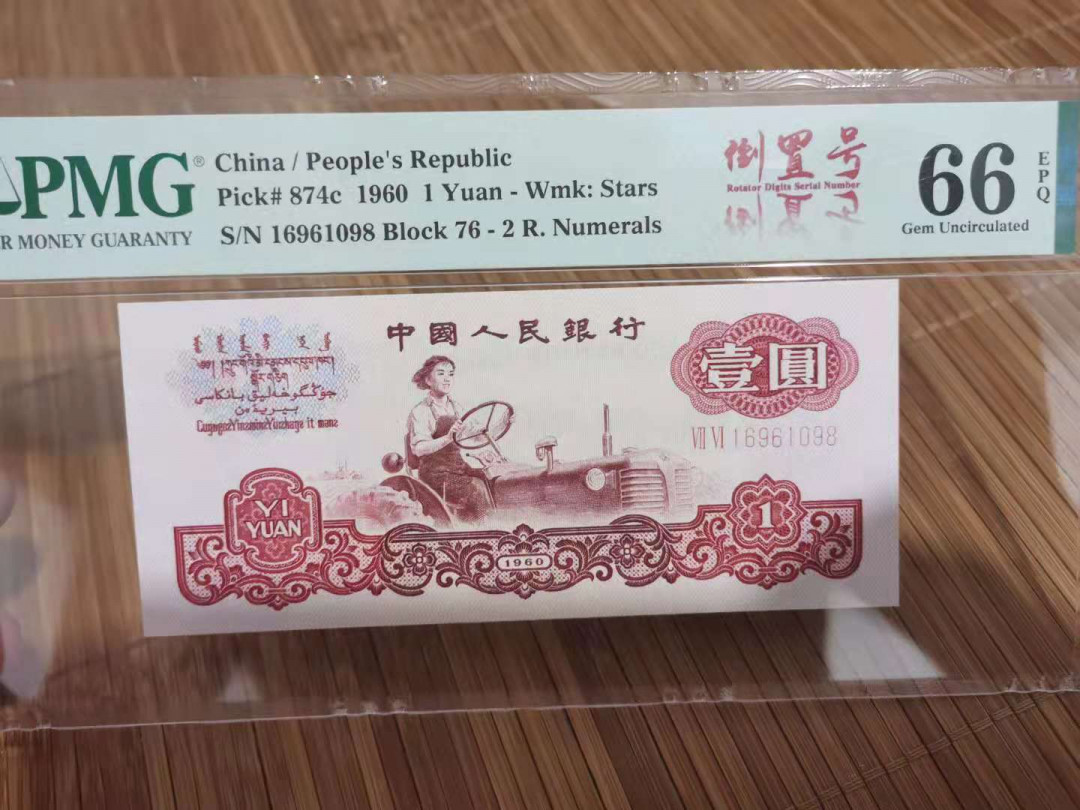 PMG®
R MONEY GUARANTY
China / People's Republic
Pick# 874c 1960 1 Yuan - Wmk: Stars
S/N 16961098 Block 76 - 2 R. Numerals
倒置号
Rotator Digits Serial Number
66
EPQ
Gem Uncirculated
中國人民銀行
壹圓
Ⅶ Ⅵ 16961098
YI
YUAN
1960
1